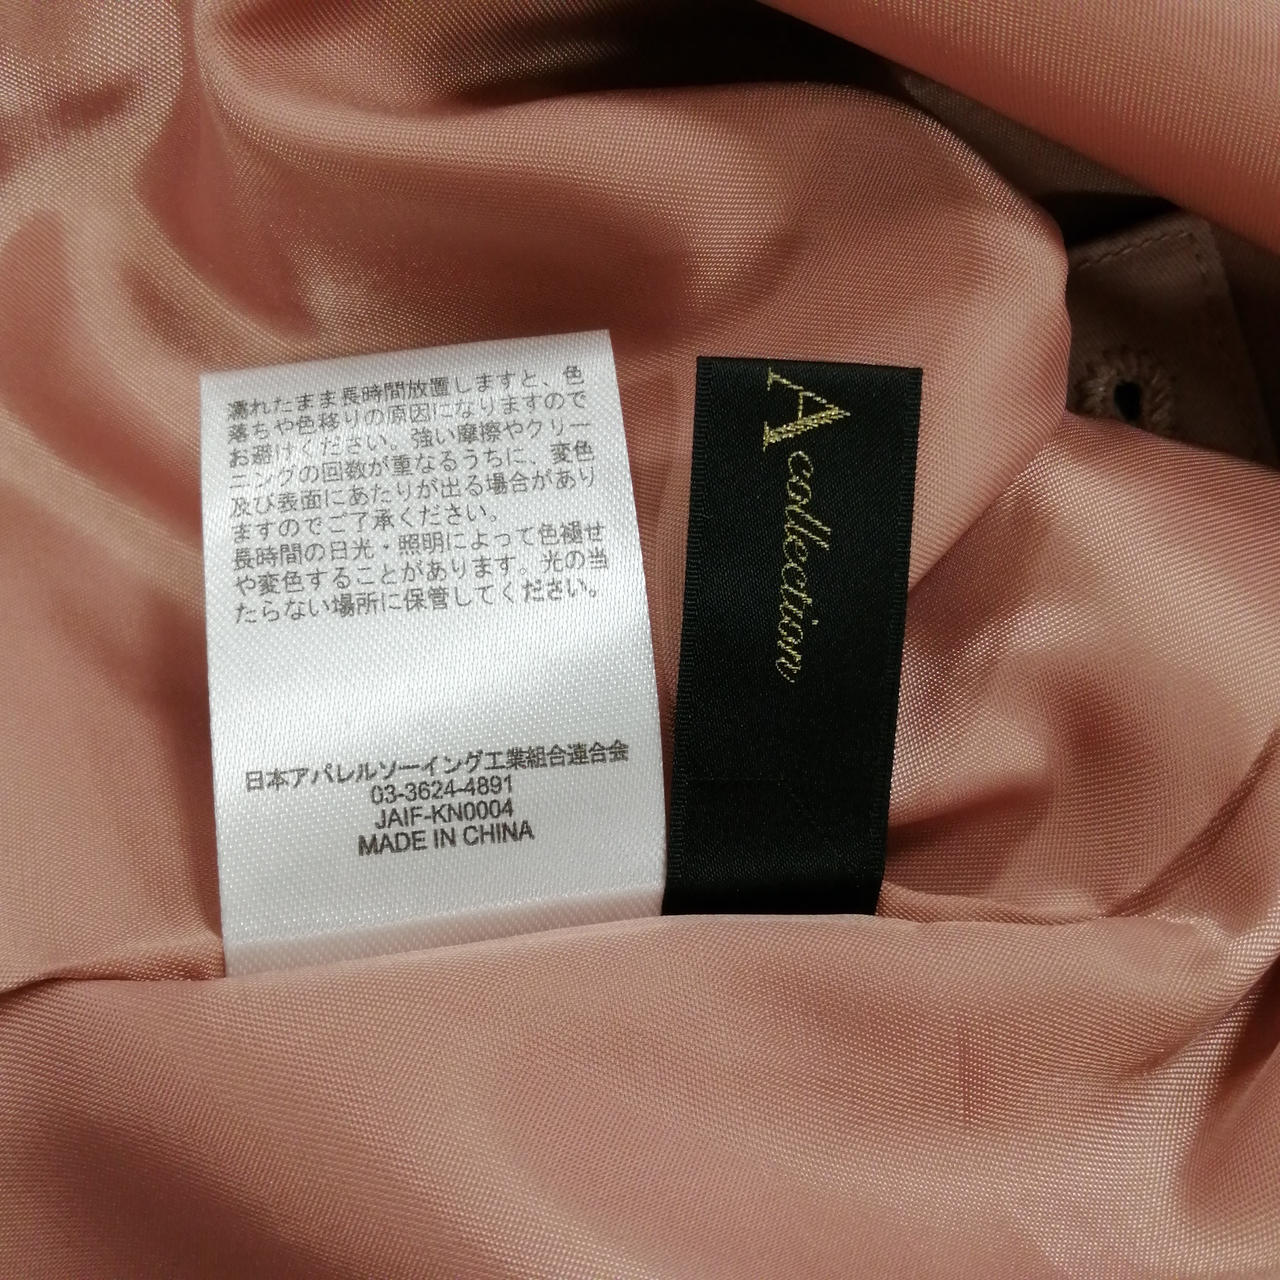 濡れたまま長時間放置しますと、色
落ちや色移りの原因になりますので
お避けください。強い摩擦やクリー
ニングの回数が重なるうちに、変色
及び表面にあたりが出る場合があり
ますのでご了承ください。
長時間の日光・照明によって色褪せ
や変色することがあります。光の当
たらない場所に保管してください。
日本アパレルソーイング工業組合連合会
03-3624-4891
JAIF-KN0004
MADE IN CHINA
A collection